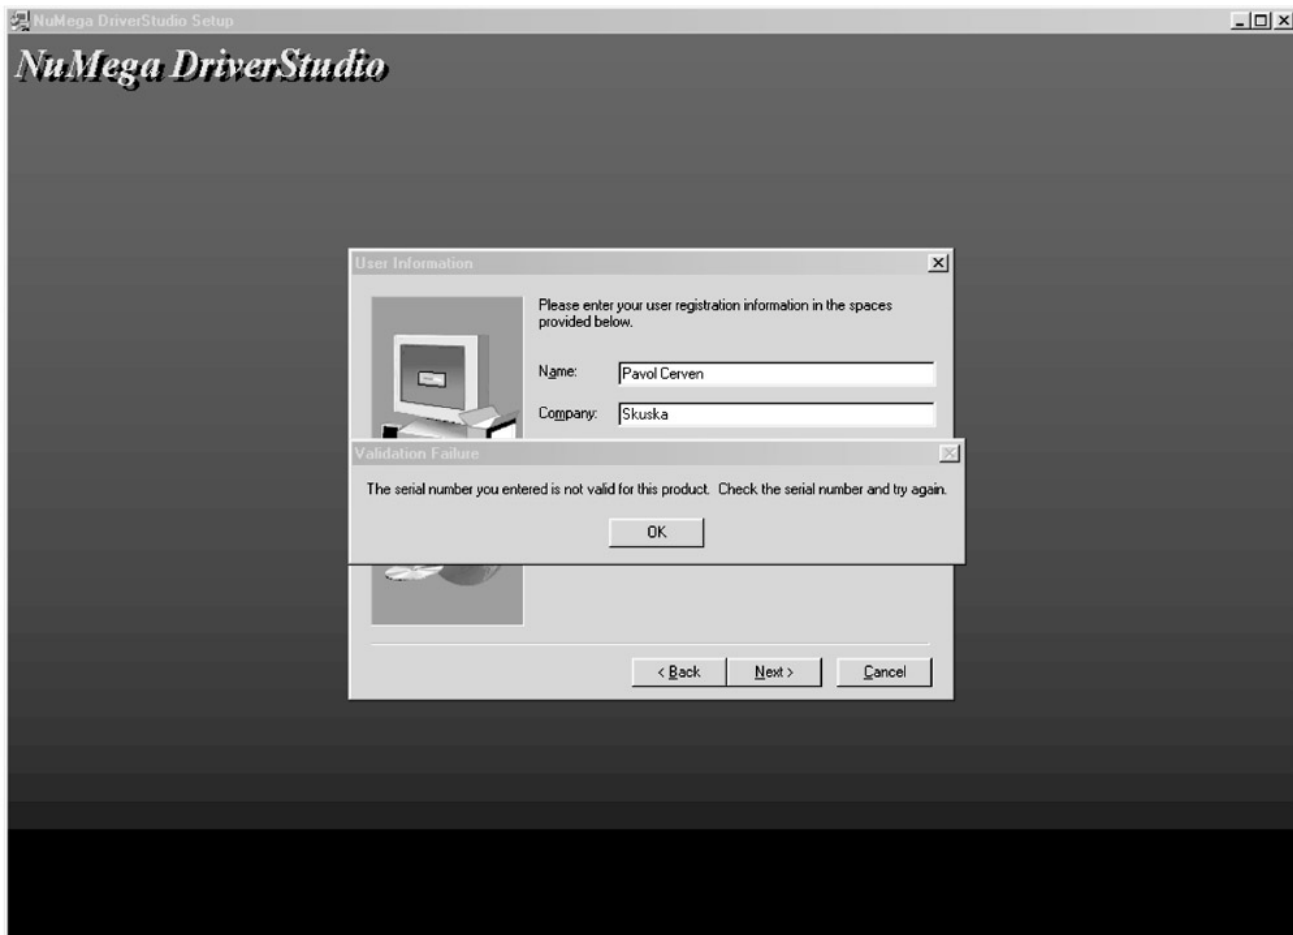 NuMega DriverStudio Setup
NuMega DriverStudio
User Information
Please enter your user registration information in the spaces
provided below.
Name: Pavol Cerven
Company: Skuska
Validation Failure
The serial number you entered is not valid for this product. Check the serial number and try again.
OK
< Back Next > Cancel